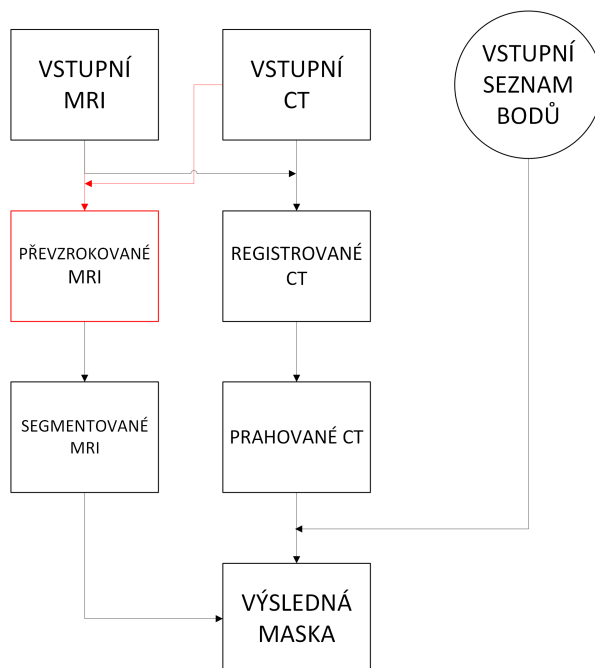 VSTUPNÍ
MRI
VSTUPNÍ
CT
VSTUPNÍ
SEZNAM
BODŮ
PŘEVZROKOVANÉ
MRI
REGISTROVANÉ
CT
SEGMENTOVANÉ
MRI
PRAHOVANÉ CT
VÝSLEDNÁ
MASKA